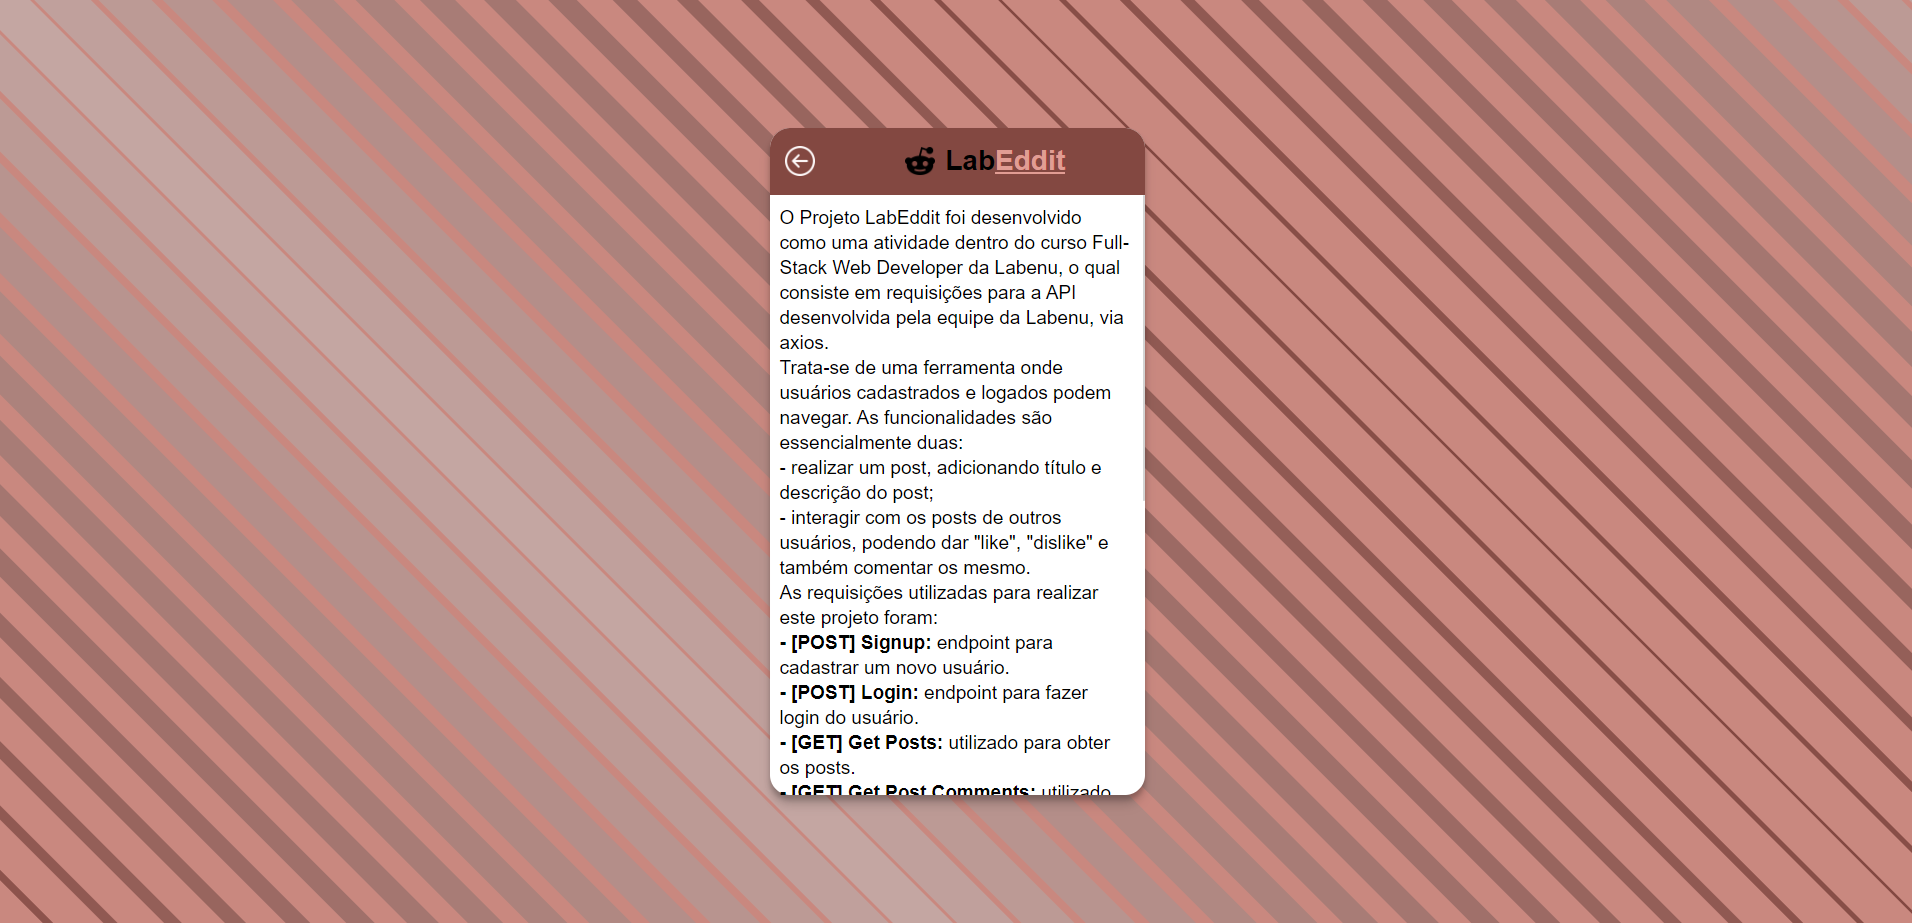 LabEddit
O Projeto LabEddit foi desenvolvido
como uma atividade dentro do curso Full-
Stack Web Developer da Labenu, o qual
consiste em requisições para a API
desenvolvida pela equipe da Labenu, via
axios.
Trata-se de uma ferramenta onde
usuários cadastrados e logados podem
navegar. As funcionalidades são
essencialmente duas:
- realizar um post, adicionando título e
descrição do post;
- interagir com os posts de outros
usuários, podendo dar "like", "dislike" e
também comentar os mesmo.
As requisições utilizadas para realizar
este projeto foram:
- [POST] Signup: endpoint para
cadastrar um novo usuário.
- [POST] Login: endpoint para fazer
login do usuário.
- [GET] Get Posts: utilizado para obter
os posts.
- [GET] Get Post Comments: utilizado